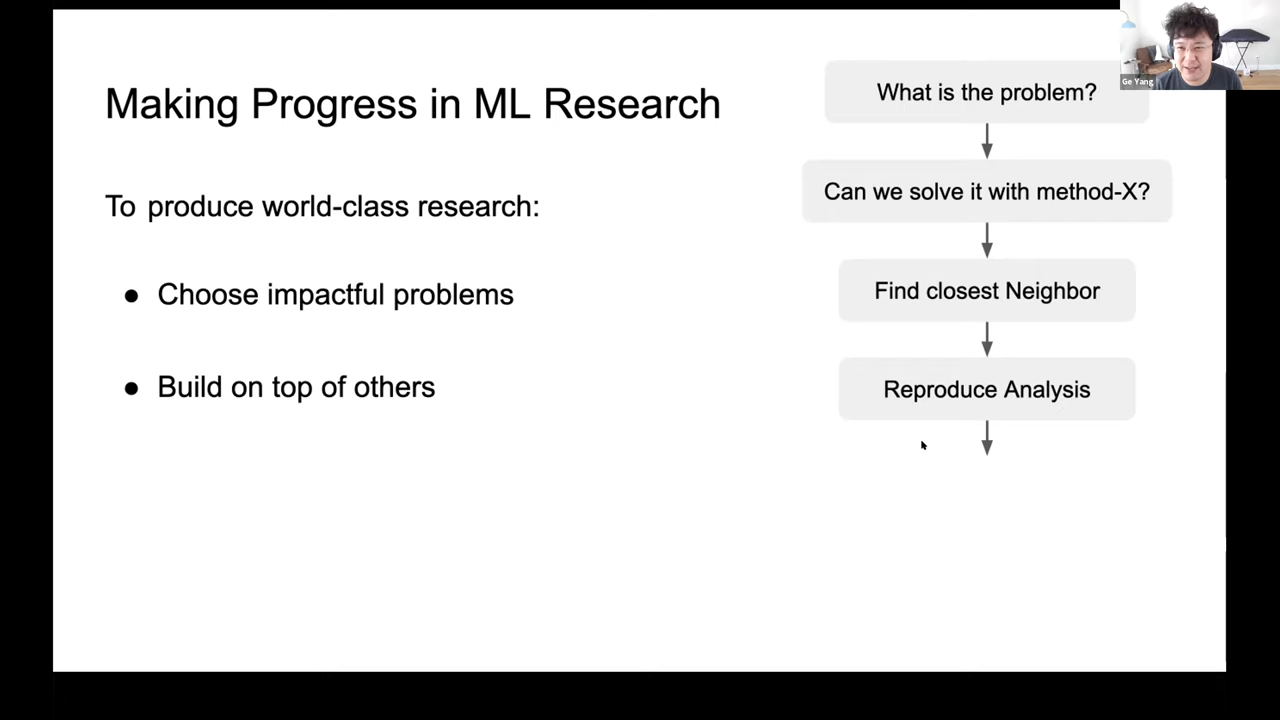 Making Progress in ML Research
To produce world-class research:
● Choose impactful problems
● Build on top of others
What is the problem?
Can we solve it with method-X?
Find closest Neighbor
Reproduce Analysis
Ge Yang